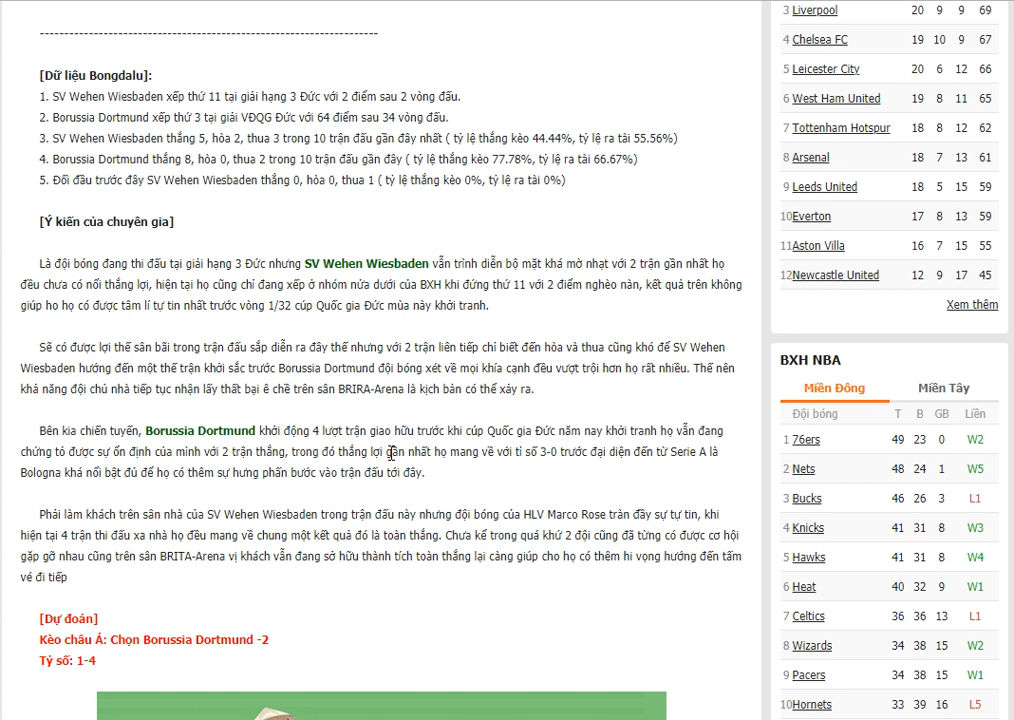 -------------------------------------------------------------------
[Dữ liệu Bongdalu]:
1. SV Wehen Wiesbaden xếp thứ 11 tại giải hạng 3 Đức với 2 điểm sau 2 vòng đấu.
2. Borussia Dortmund xếp thứ 3 tại giải VĐQG Đức với 64 điểm sau 34 vòng đấu.
3. SV Wehen Wiesbaden thắng 5, hòa 2, thua 3 trong 10 trận đấu gần đây nhất ( tỷ lệ thắng kèo 44.44%, tỷ lệ ra tài 55.56%)
4. Borussia Dortmund thắng 8, hòa 0, thua 2 trong 10 trận đấu gần đây ( tỷ lệ thắng kèo 77.78%, tỷ lệ ra tài 66.67%)
5. Đối đầu trước đây SV Wehen Wiesbaden thắng 0, hòa 0, thua 1 ( tỷ lệ thắng kèo 0%, tỷ lệ ra tài 0%)
[Ý kiến của chuyên gia]
Là đội bóng đang thi đấu tại giải hạng 3 Đức nhưng SV Wehen Wiesbaden vẫn trình diễn bộ mặt khá mờ nhạt với 2 trận gần nhất họ
đều chưa có nổi thắng lợi, hiện tại họ cũng chỉ đang xếp ở nhóm nửa dưới của BXH khi đứng thứ 11 với 2 điểm nghèo nàn, kết quả trên không
giúp ho họ có được tâm lí tự tin nhất trước vòng 1/32 cúp Quốc gia Đức mùa này khởi tranh.
Sẽ có được lợi thế sân bãi trong trận đấu sắp diễn ra đây thế nhưng với 2 trận liên tiếp chỉ biết đến hòa và thua cũng khó để SV Wehen
Wiesbaden hướng đến một thế trận khởi sắc trước Borussia Dortmund đội bóng xét về mọi khía cạnh đều vượt trội hơn họ rất nhiều. Thế nên
khả năng đội chủ nhà tiếp tục nhận lấy thất bại ê chề trên sân BRIRA-Arena là kịch bản có thể xảy ra.
Bên kia chiến tuyến, Borussia Dortmund khởi động 4 lượt trận giao hữu trước khi cúp Quốc gia Đức năm nay khởi tranh họ vẫn đang
chứng tỏ được sự ổn định của mình với 2 trận thắng, trong đó thắng lợi gần nhất họ mang về với tỉ số 3-0 trước đại diện đến từ Serie A là
Bologna khá nổi bật đủ để họ có thêm sự hưng phấn bước vào trận đấu tới đây.
Phải làm khách trên sân nhà của SV Wehen Wiesbaden trong trận đấu này nhưng đội bóng của HLV Marco Rose tràn đầy sự tự tin, khi
hiện tại 4 trận thi đấu xa nhà họ đều mang về chung một kết quả đó là toàn thắng. Chưa kể trong quá khứ 2 đội cũng đã từng có được cơ hội
gặp gỡ nhau cũng trên sân BRITA-Arena vị khách vẫn đang sở hữu thành tích toàn thắng lại càng giúp cho họ có thêm hi vọng hướng đến tấm
vé đi tiếp
[Dự đoán]
Kèo châu Á: Chọn Borussia Dortmund -2
Tỷ số: 1-4
3 Liverpool 20 9 9 69
4 Chelsea FC 19 10 9 67
5 Leicester City 20 6 12 66
6 West Ham United 19 8 11 65
7 Tottenham Hotspur 18 8 12 62
8 Arsenal 18 7 13 61
9 Leeds United 18 5 15 59
10 Everton 17 8 13 59
11 Aston Villa 16 7 15 55
12 Newcastle United 12 9 17 45
Xem thêm
BXH NBA
Miền Đông Miền Tây
Đội bóng T B GB Liền
1 76ers 49 23 0 W2
2 Nets 48 24 1 W5
3 Bucks 46 26 3 L1
4 Knicks 41 31 8 W3
5 Hawks 41 31 8 W4
6 Heat 40 32 9 W1
7 Celtics 36 36 13 L1
8 Wizards 34 38 15 W2
9 Pacers 34 38 15 W1
10 Hornets 33 39 16 L5